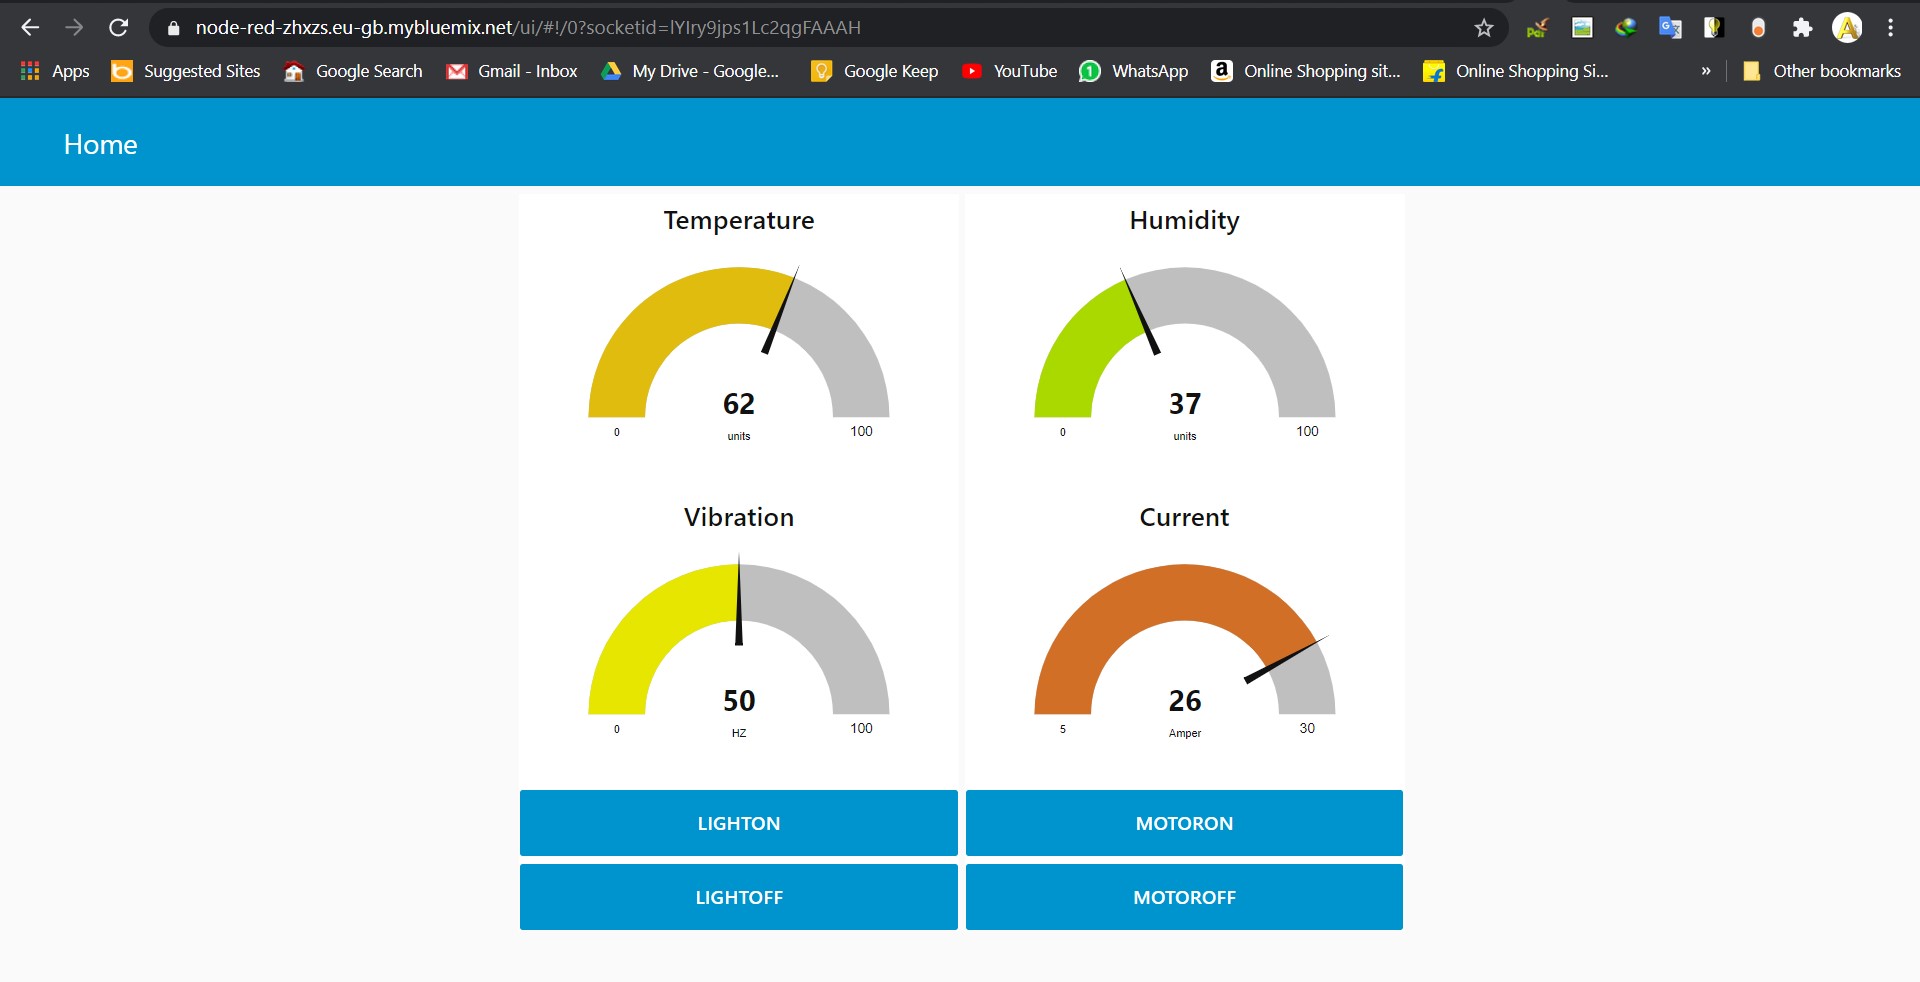 node-red-zhxzs.eu-gb.mybluemix.net/ui/#!/0?socketid=lYIry9jps1Lc2qgFAAAH
Apps Suggested Sites Google Search Gmail - Inbox My Drive - Google... Google Keep YouTube WhatsApp Online Shopping sit... Online Shopping Si... » Other bookmarks
Home
Temperature
62
units
0 100
Humidity
37
units
0 100
Vibration
50
HZ
0 100
Current
26
Amper
5 30
LIGHTON
MOTORON
LIGHTOFF
MOTOROFF